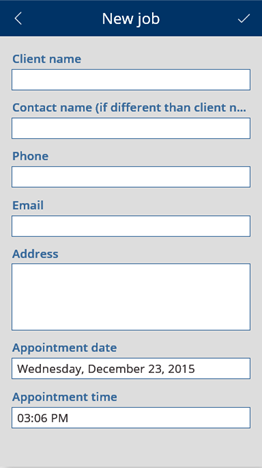 New job
Client name
Contact name (if different than client n...
Phone
Email
Address
Appointment date
Wednesday, December 23, 2015
Appointment time
03:06 PM